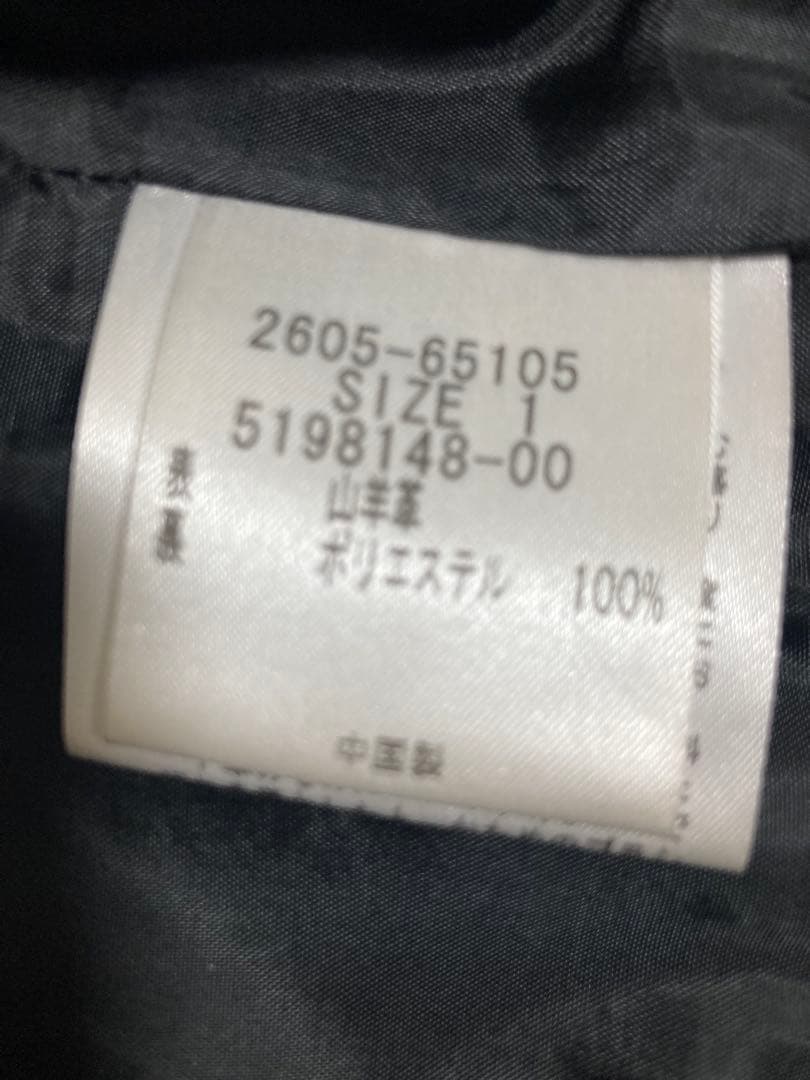 2605-65105
SIZE 1
5198148-00
表 山羊革
裏 ポリエステル 100%
中国製